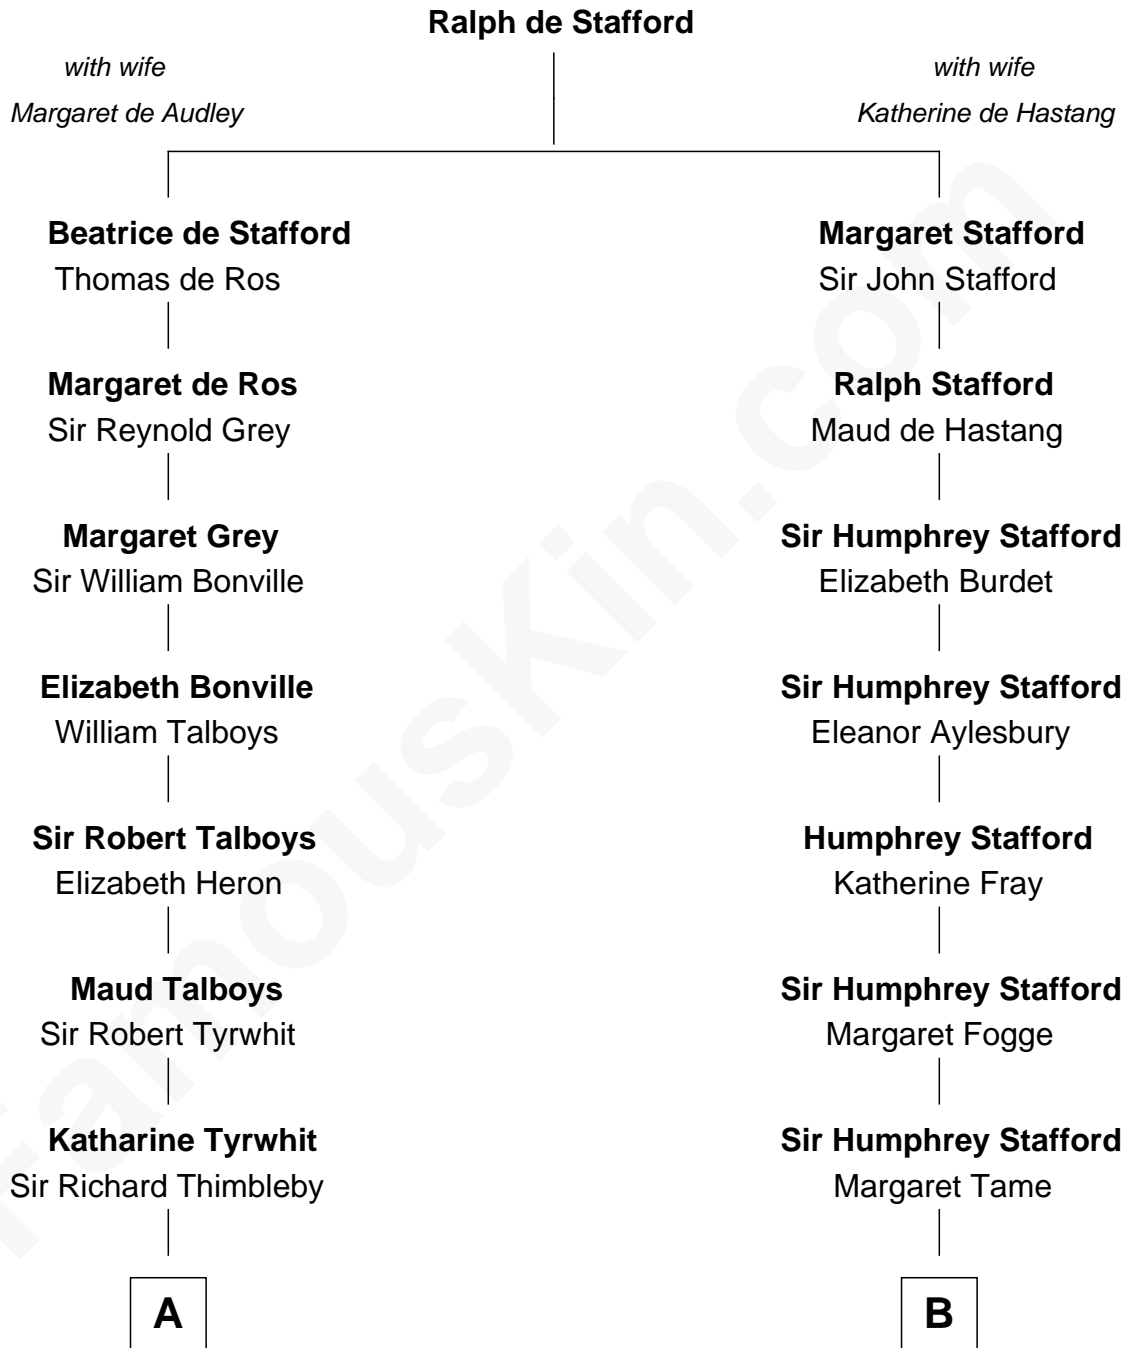 Ralph de Stafford
with wife
Margaret de Audley
with wife
Katherine de Hastang
Beatrice de Stafford
Thomas de Ros
Margaret Stafford
Sir John Stafford
Margaret de Ros
Sir Reynold Grey
Ralph Stafford
Maud de Hastang
Margaret Grey
Sir William Bonville
Sir Humphrey Stafford
Elizabeth Burdet
Elizabeth Bonville
William Talboys
Sir Humphrey Stafford
Eleanor Aylesbury
Sir Robert Talboys
Elizabeth Heron
Humphrey Stafford
Katherine Fray
Maud Talboys
Sir Robert Tyrwhit
Sir Humphrey Stafford
Margaret Fogge
Katharine Tyrwhit
Sir Richard Thimbleby
Sir Humphrey Stafford
Margaret Tame
A
B
FamousKin.com